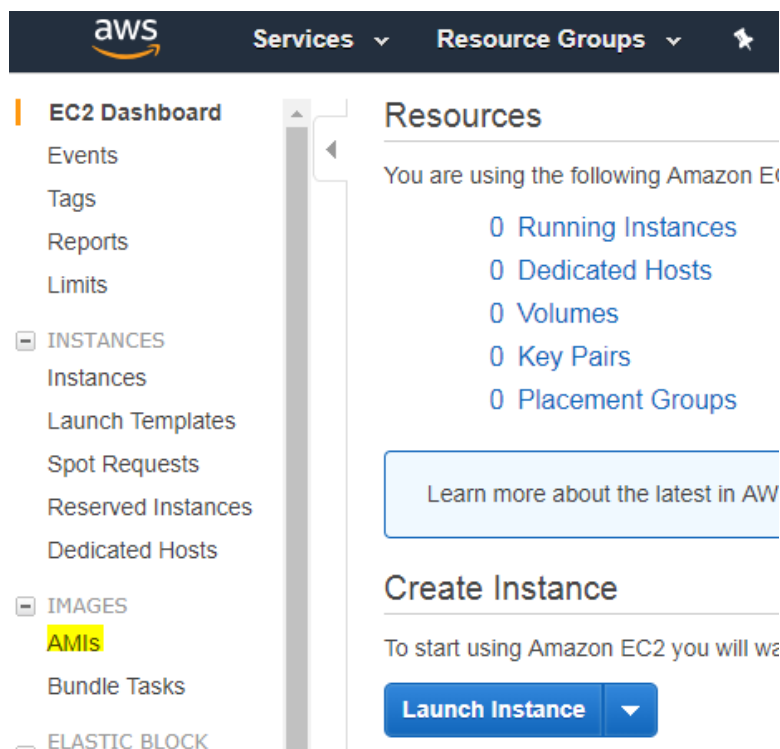 aws
Services
Resource Groups
EC2 Dashboard
Events
Tags
Reports
Limits
INSTANCES
Instances
Launch Templates
Spot Requests
Reserved Instances
Dedicated Hosts
IMAGES
AMIs
Bundle Tasks
ELASTIC BLOCK
Resources
You are using the following Amazon EC
0 Running Instances
0 Dedicated Hosts
0 Volumes
0 Key Pairs
0 Placement Groups
Learn more about the latest in AW
Create Instance
To start using Amazon EC2 you will wa
Launch Instance